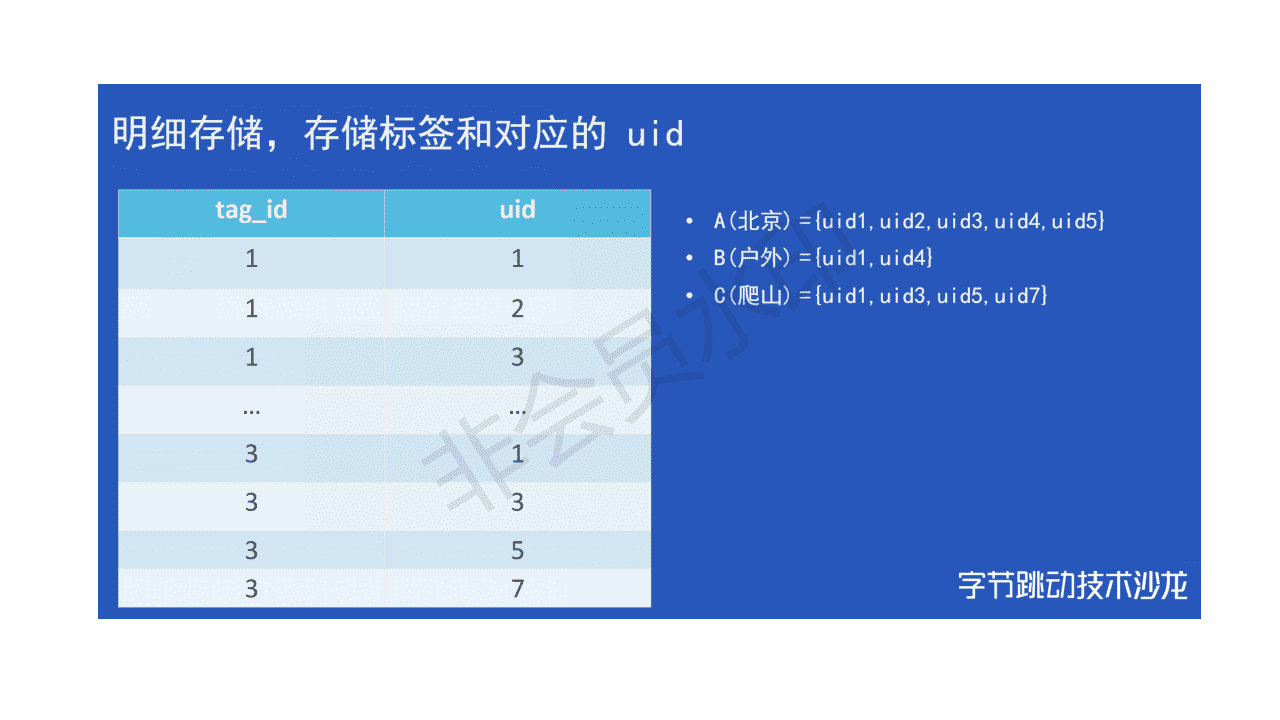 明细存储，存储标签和对应的 uid
tag_id uid
1 1
1 2
1 3
... ...
3 1
3 3
3 5
3 7
• A(北京)={uid1,uid2,uid3,uid4,uid5}
• B(户外)={uid1,uid4}
• C(爬山)={uid1,uid3,uid5,uid7}
非会员水印
字节跳动技术沙龙